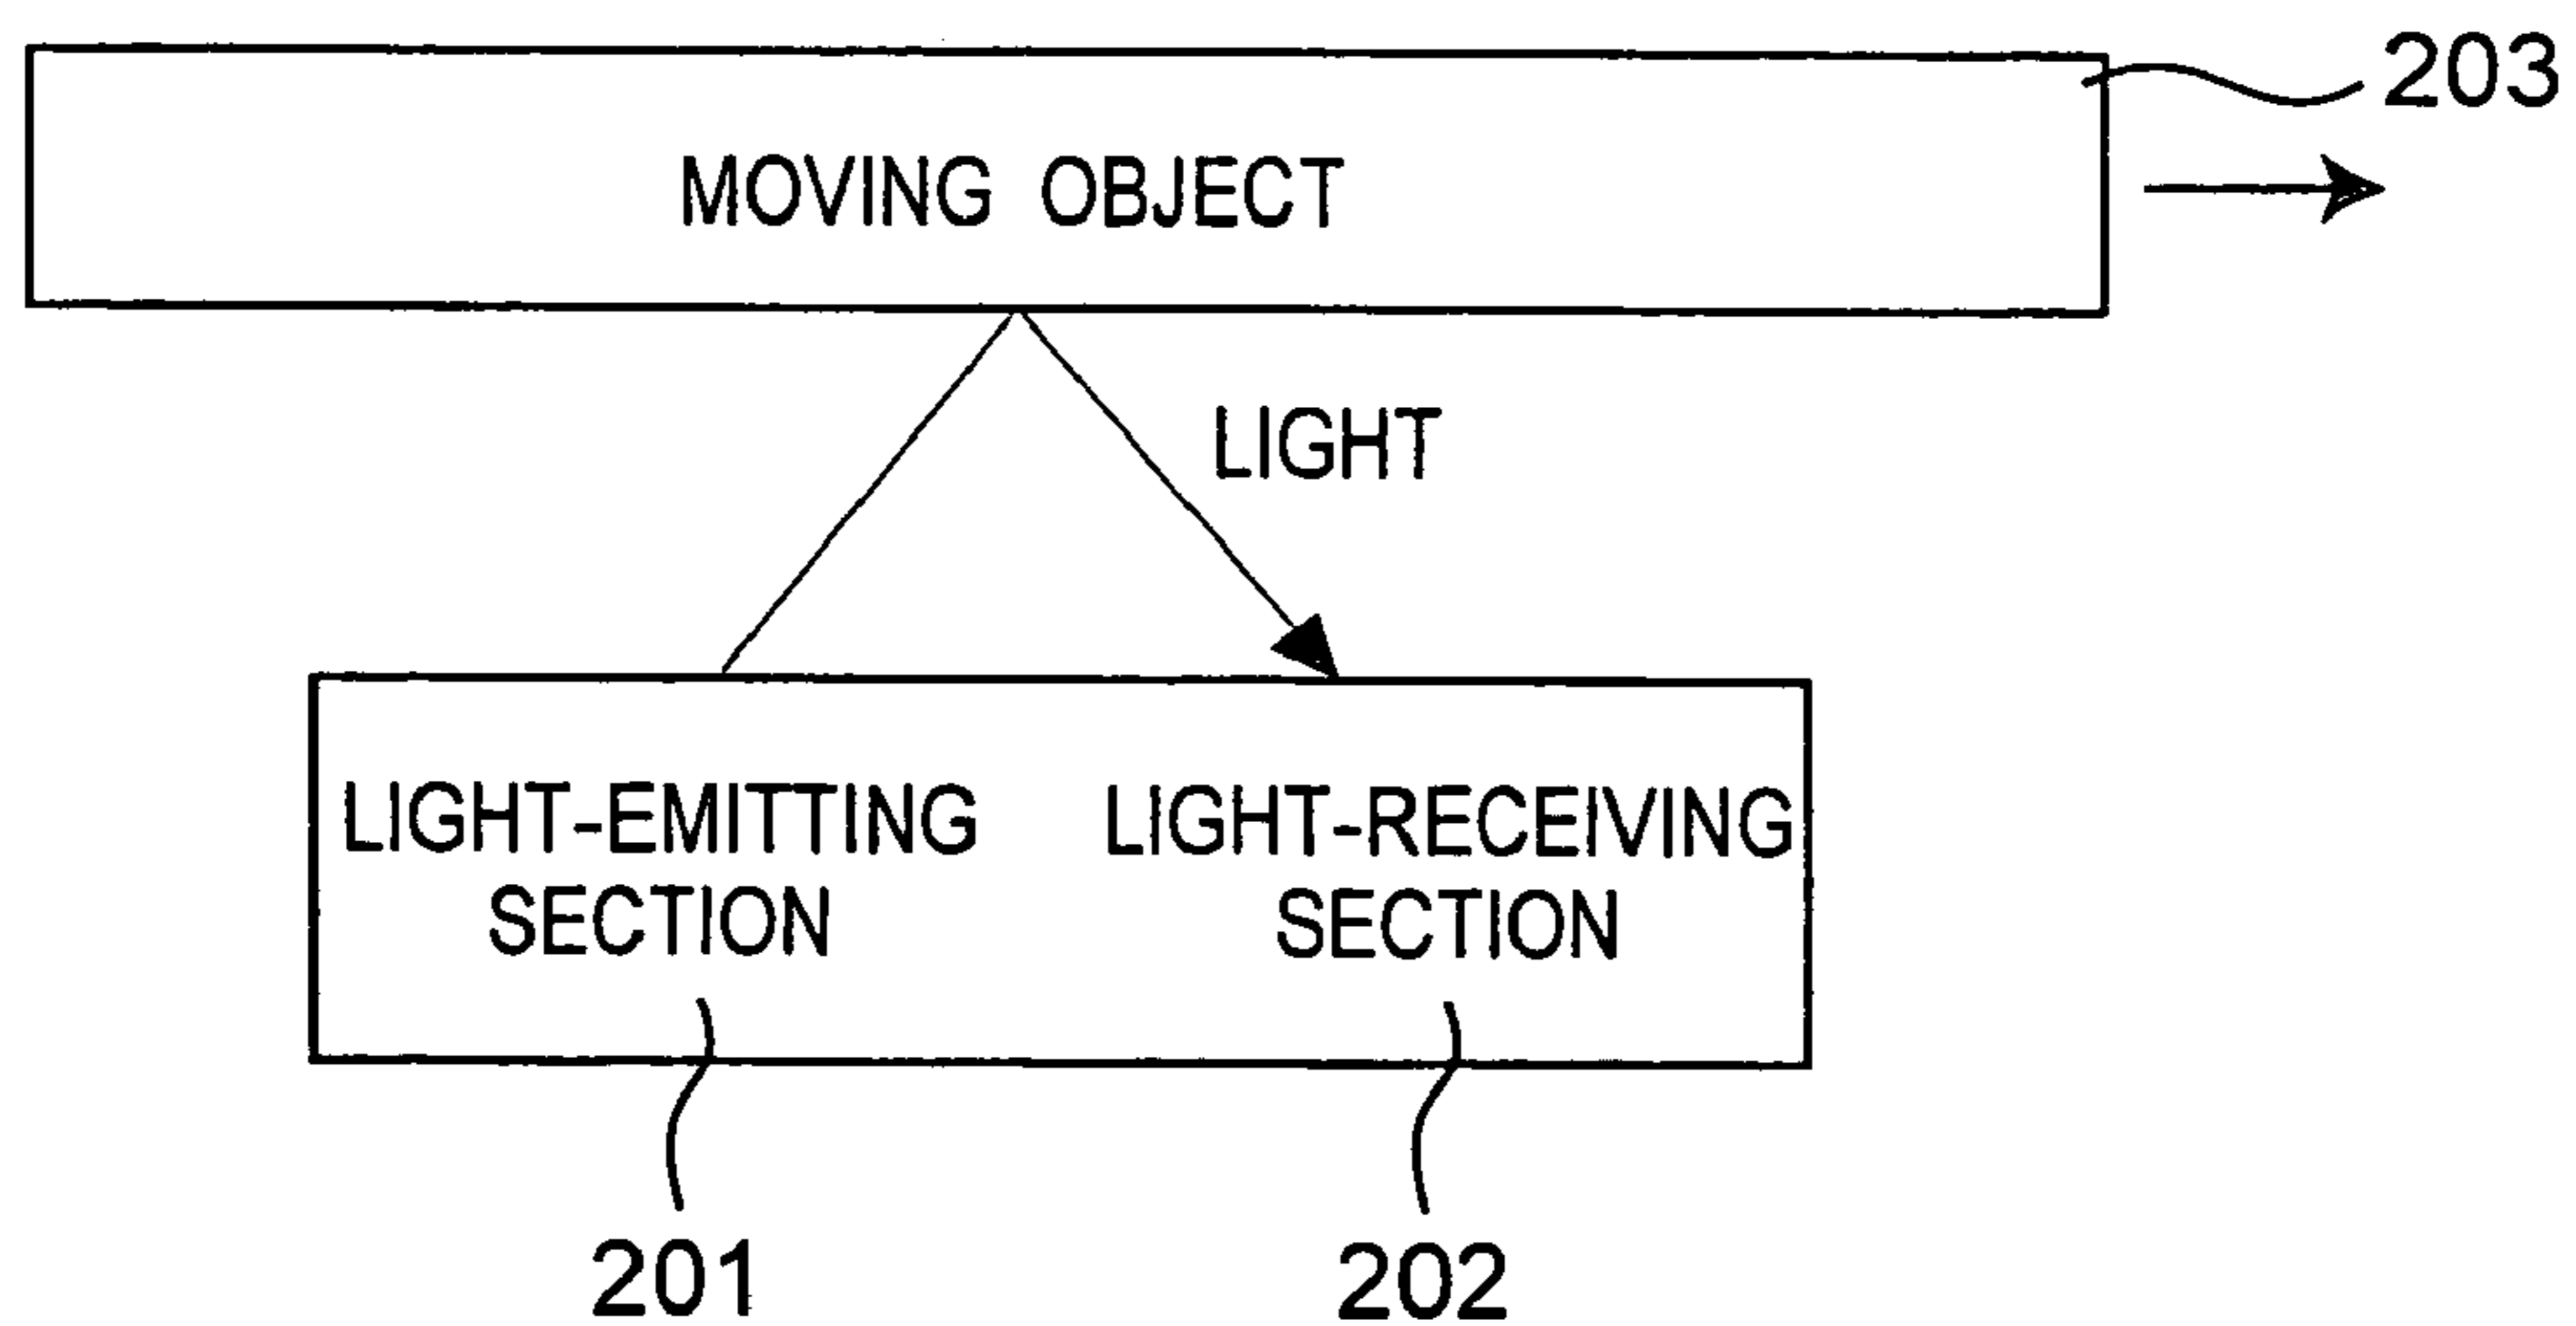 203
MOVING OBJECT
LIGHT
LIGHT-EMITTING
SECTION
LIGHT-RECEIVING
SECTION
201
202